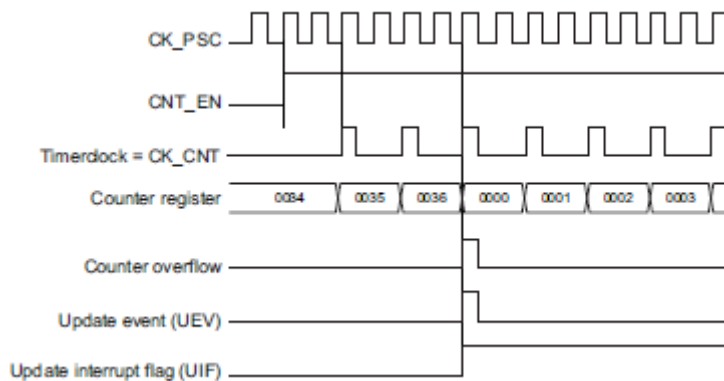 CK_PSC
CNT_EN
Timerclock = CK_CNT
Counter register 0034 0035 0036 0000 0001 0002 0003
Counter overflow
Update event (UEV)
Update interrupt flag (UIF)